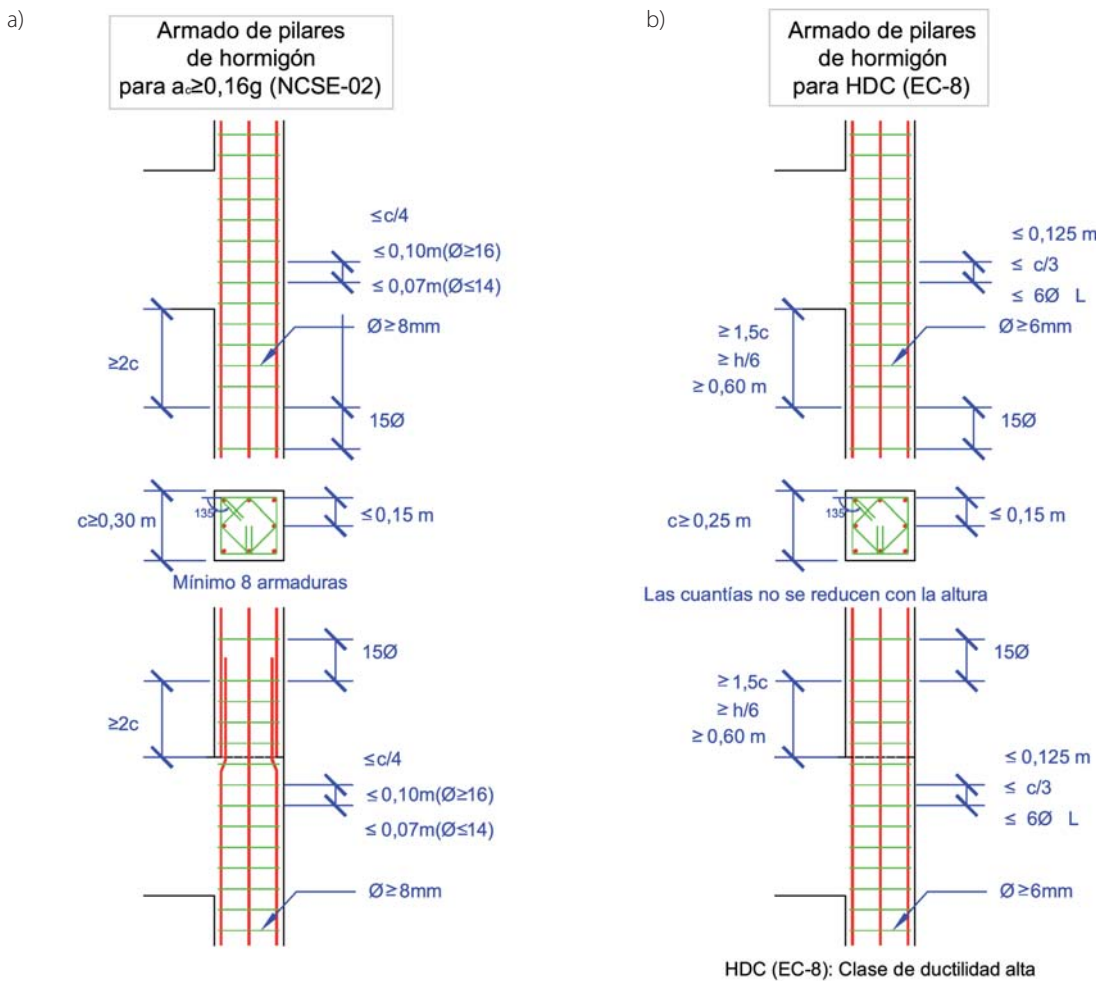 a)
Armado de pilares
de hormigón
para a꜀≥0,16g (NCSE-02)
≤c/4
≤0,10m(Ø≥16)
≤0,07m(Ø≤14)
Ø≥8mm
≥2c
15Ø
135
c≥0,30 m
≤0,15 m
Mínimo 8 armaduras
15Ø
≥2c
≤c/4
≤0,10m(Ø≥16)
≤0,07m(Ø≤14)
Ø≥8mm
b)
Armado de pilares
de hormigón
para HDC (EC-8)
≤ 0,125 m
≤ c/3
≤ 6Ø L
Ø≥6mm
≥ 1,5c
≥ h/6
≥ 0,60 m
15Ø
135
c≥0,25 m
≤0,15 m
Las cuantías no se reducen con la altura
15Ø
≥ 1,5c
≥ h/6
≥ 0,60 m
≤ 0,125 m
≤ c/3
≤ 6Ø L
Ø≥6mm
HDC (EC-8): Clase de ductilidad alta